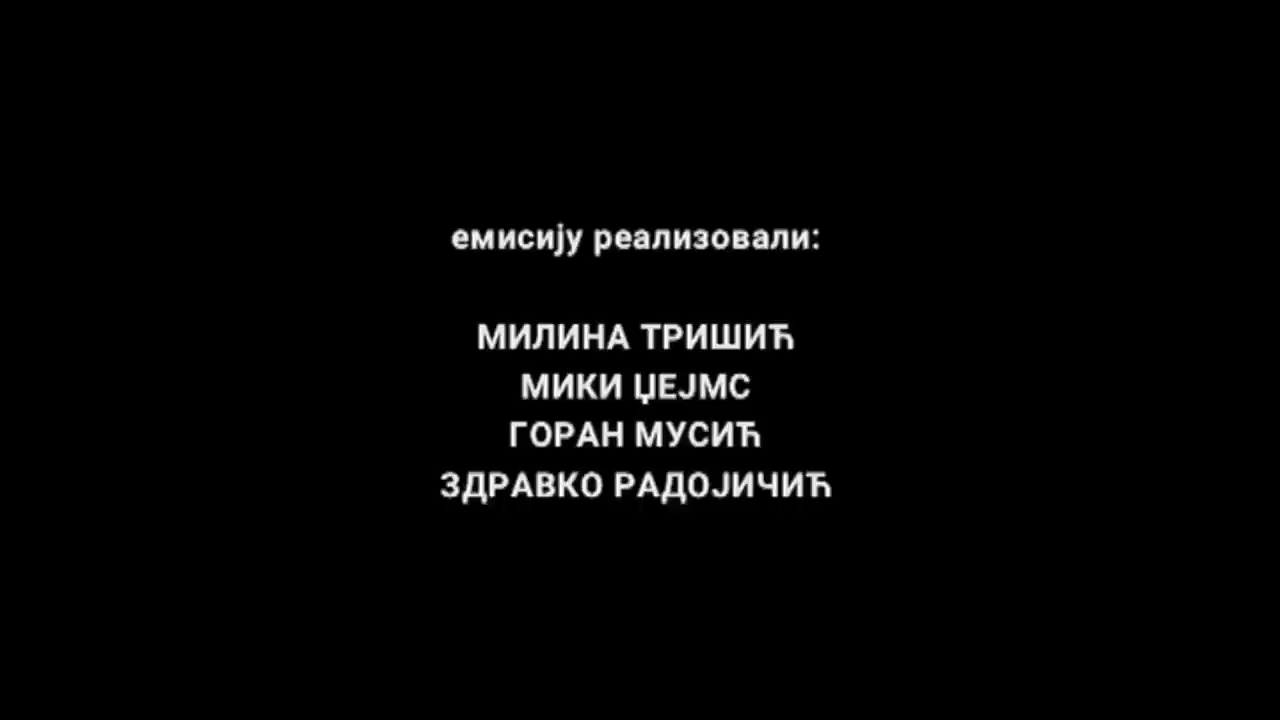 емисију реализовали:
МИЛИНА ТРИШИЋ
МИКИ ЏЕЈМС
ГОРАН МУСИЋ
ЗДРАВКО РАДОЈИЧИЋ